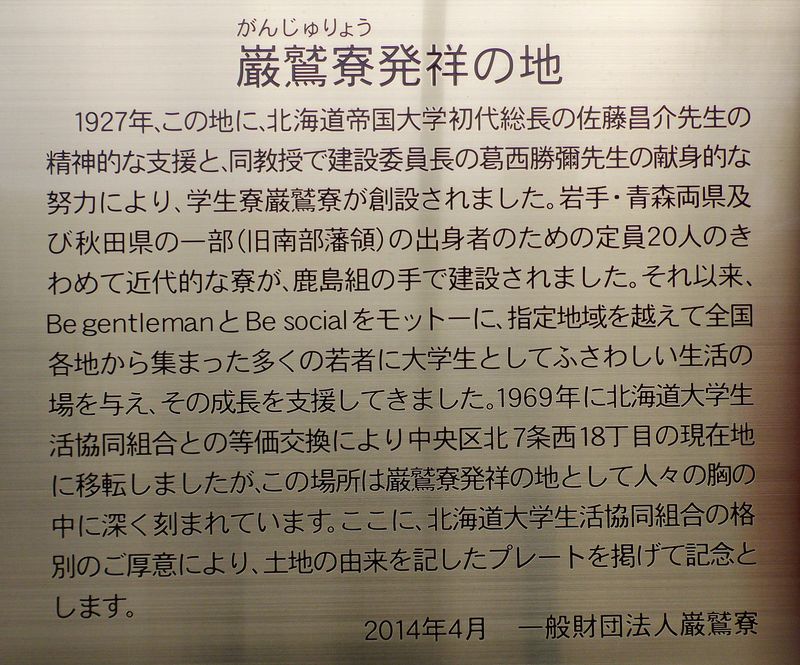 がんじゅりょう
巌鷲寮発祥の地
1927年、この地に、北海道帝国大学初代総長の佐藤昌介先生の
精神的な支援と、同教授で建設委員長の葛西勝彌先生の献身的な
努力により、学生寮巌鷲寮が創設されました。岩手・青森両県及
び秋田県の一部(旧南部藩領)の出身者のための定員20人のき
わめて近代的な寮が、鹿島組の手で建設されました。それ以来、
Be gentlemanとBe socialをモットーに、指定地域を越えて全国
各地から集まった多くの若者に大学生としてふさわしい生活の
場を与え、その成長を支援してきました。1969年に北海道大学生
活協同組合との等価交換により中央区北7条西18丁目の現在地
に移転しましたが、この場所は巌鷲寮発祥の地として人々の胸の
中に深く刻まれています。ここに、北海道大学生活協同組合の格
別のご厚意により、土地の由来を記したプレートを掲げて記念と
します。
2014年4月 一般財団法人巌鷲寮